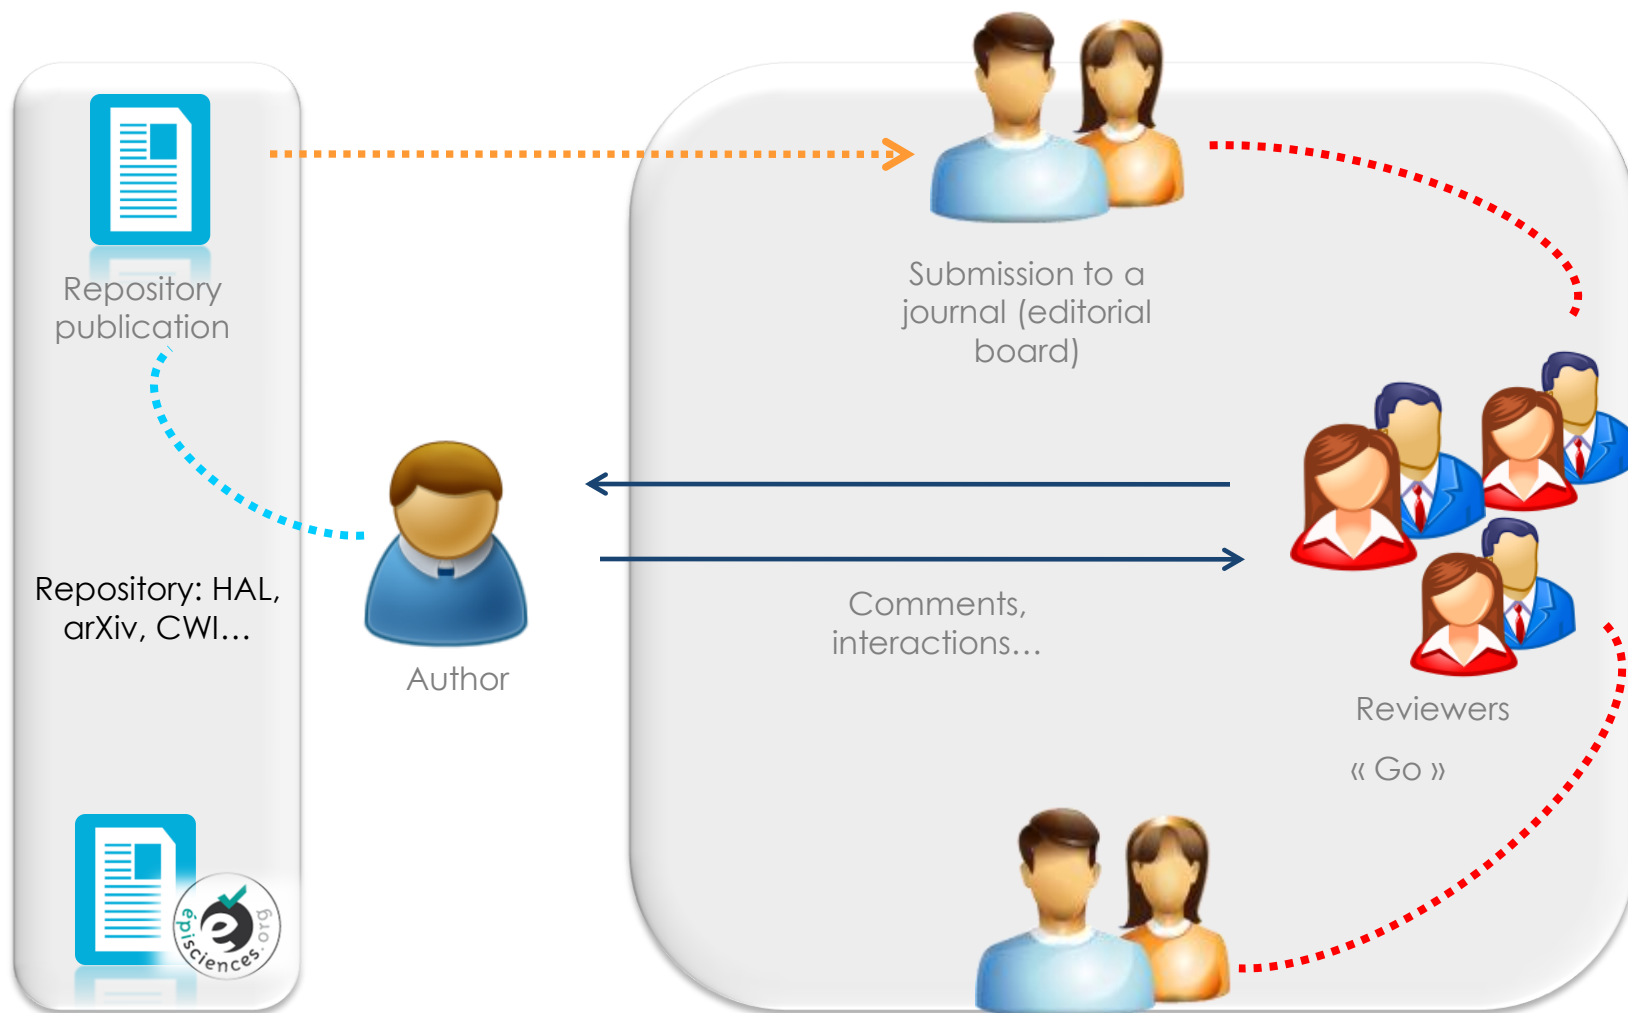 Repository
publication
Submission to a
journal (editorial
board)
Repository: HAL,
arXiv, CWI…
Author
Comments,
interactions…
Reviewers
« Go »
épisciences.org